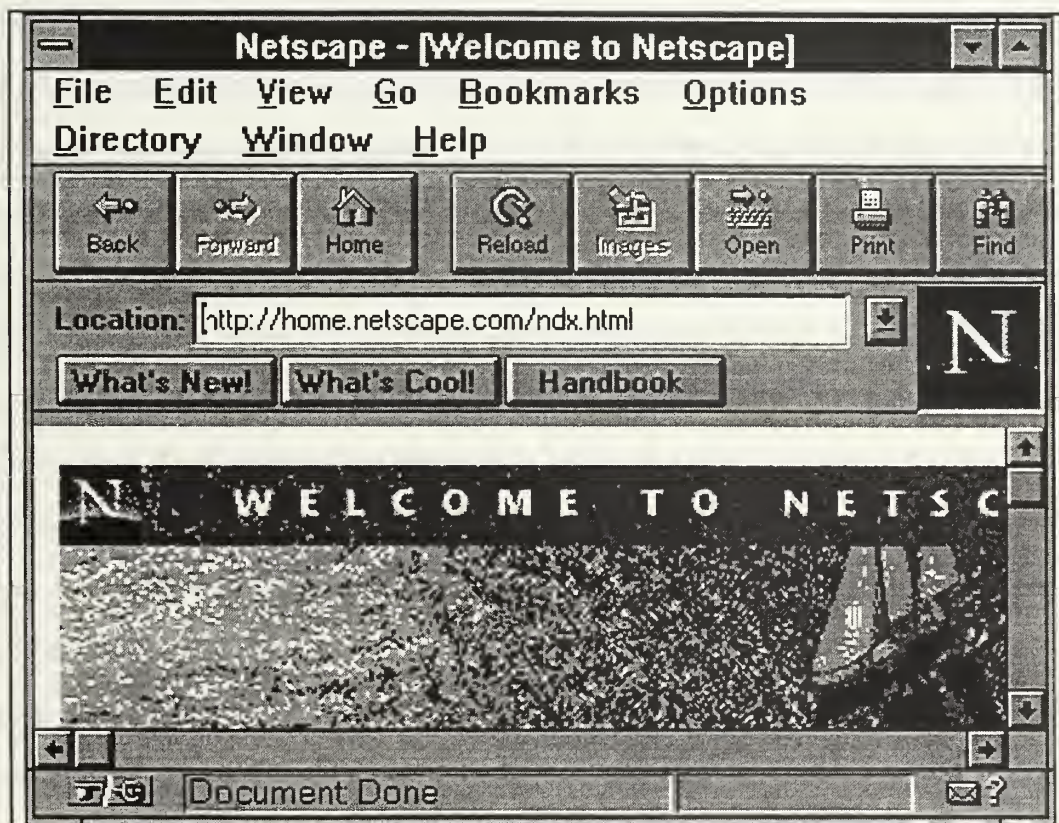 Netscape - [Welcome to Netscape]
File Edit View Go Bookmarks Options
Directory Window Help
Back Forward Home Reload Images Open Print Find
Location: http://home.netscape.com/ndx.html
N
What's New! What's Cool! Handbook
N WELCOME TO NETSC
Document: Done
?